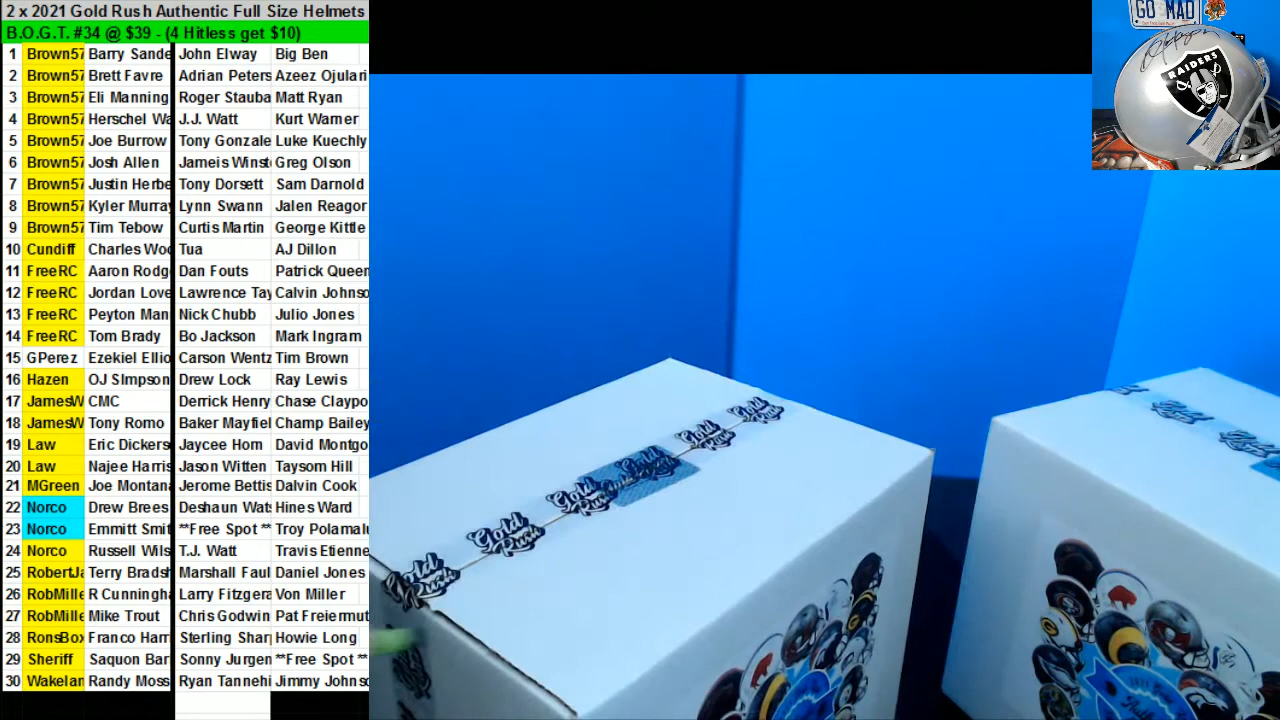 2 x 2021 Gold Rush Authentic Full Size Helmets
B.O.G.T. #34 @ $39 - (4 Hitless get $10)
1 Brown57 Barry Sande John Elway Big Ben
2 Brown57 Brett Favre Adrian Peters Azeez Ojulari
3 Brown57 Eli Manning Roger Stauba Matt Ryan
4 Brown57 Herschel Wa J.J. Watt Kurt Warner
5 Brown57 Joe Burrow Tony Gonzale Luke Kuechly
6 Brown57 Josh Allen Jameis Winst Greg Olson
7 Brown57 Justin Herbe Tony Dorsett Sam Darnold
8 Brown57 Kyler Murray Lynn Swann Jalen Reagor
9 Brown57 Tim Tebow Curtis Martin George Kittle
10 Cundiff Charles Woo Tua AJ Dillon
11 FreeRC Aaron Rodg Dan Fouts Patrick Queen
12 FreeRC Jordan Love Lawrence Tay Calvin Johnso
13 FreeRC Peyton Man Nick Chubb Julio Jones
14 FreeRC Tom Brady Bo Jackson Mark Ingram
15 GPerez Ezekiel Ellio Carson Wentz Tim Brown
16 Hazen OJ SImpson Drew Lock Ray Lewis
17 JamesW CMC Derrick Henry Chase Claypo
18 JamesW Tony Romo Baker Mayfiel Champ Bailey
19 Law Eric Dickers Jaycee Horn David Montgo
20 Law Najee Harris Jason Witten Taysom Hill
21 MGreen Joe Montana Jerome Bettis Dalvin Cook
22 Norco Drew Brees Deshaun Wats Hines Ward
23 Norco Emmitt Smit **Free Spot ** Troy Polamalu
24 Norco Russell Wils T.J. Watt Travis Etienne
25 RobertJa Terry Bradsh Marshall Faul Daniel Jones
26 RobMille R Cunningha Larry Fitzgera Von Miller
27 RobMille Mike Trout Chris Godwin Pat Freiermut
28 RonsBox Franco Harr Sterling Shar Howie Long
29 Sheriff Saquon Bar Sonny Jurgen **Free Spot **
30 Wakelan Randy Moss Ryan Tannehi Jimmy Johns
GO MAD
RAIDERS
Gold Rush
Gold Rush
Gold Rush
Gold Rush
Gold Rush
2021 Gold